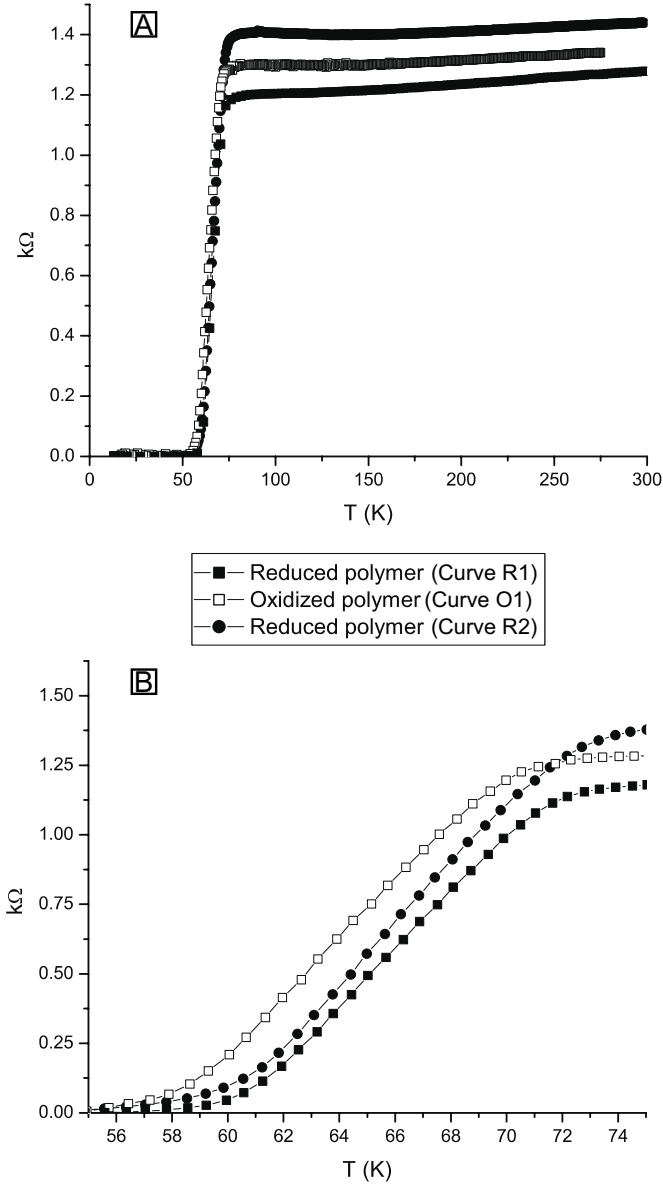 A
1.4
1.2
1.0
0.8
0.6
0.4
0.2
0.0
kΩ
0 50 100 150 200 250 300
T (K)
Reduced polymer (Curve R1)
Oxidized polymer (Curve O1)
Reduced polymer (Curve R2)
B
1.50
1.25
1.00
0.75
0.50
0.25
0.00
kΩ
56 58 60 62 64 66 68 70 72 74
T (K)